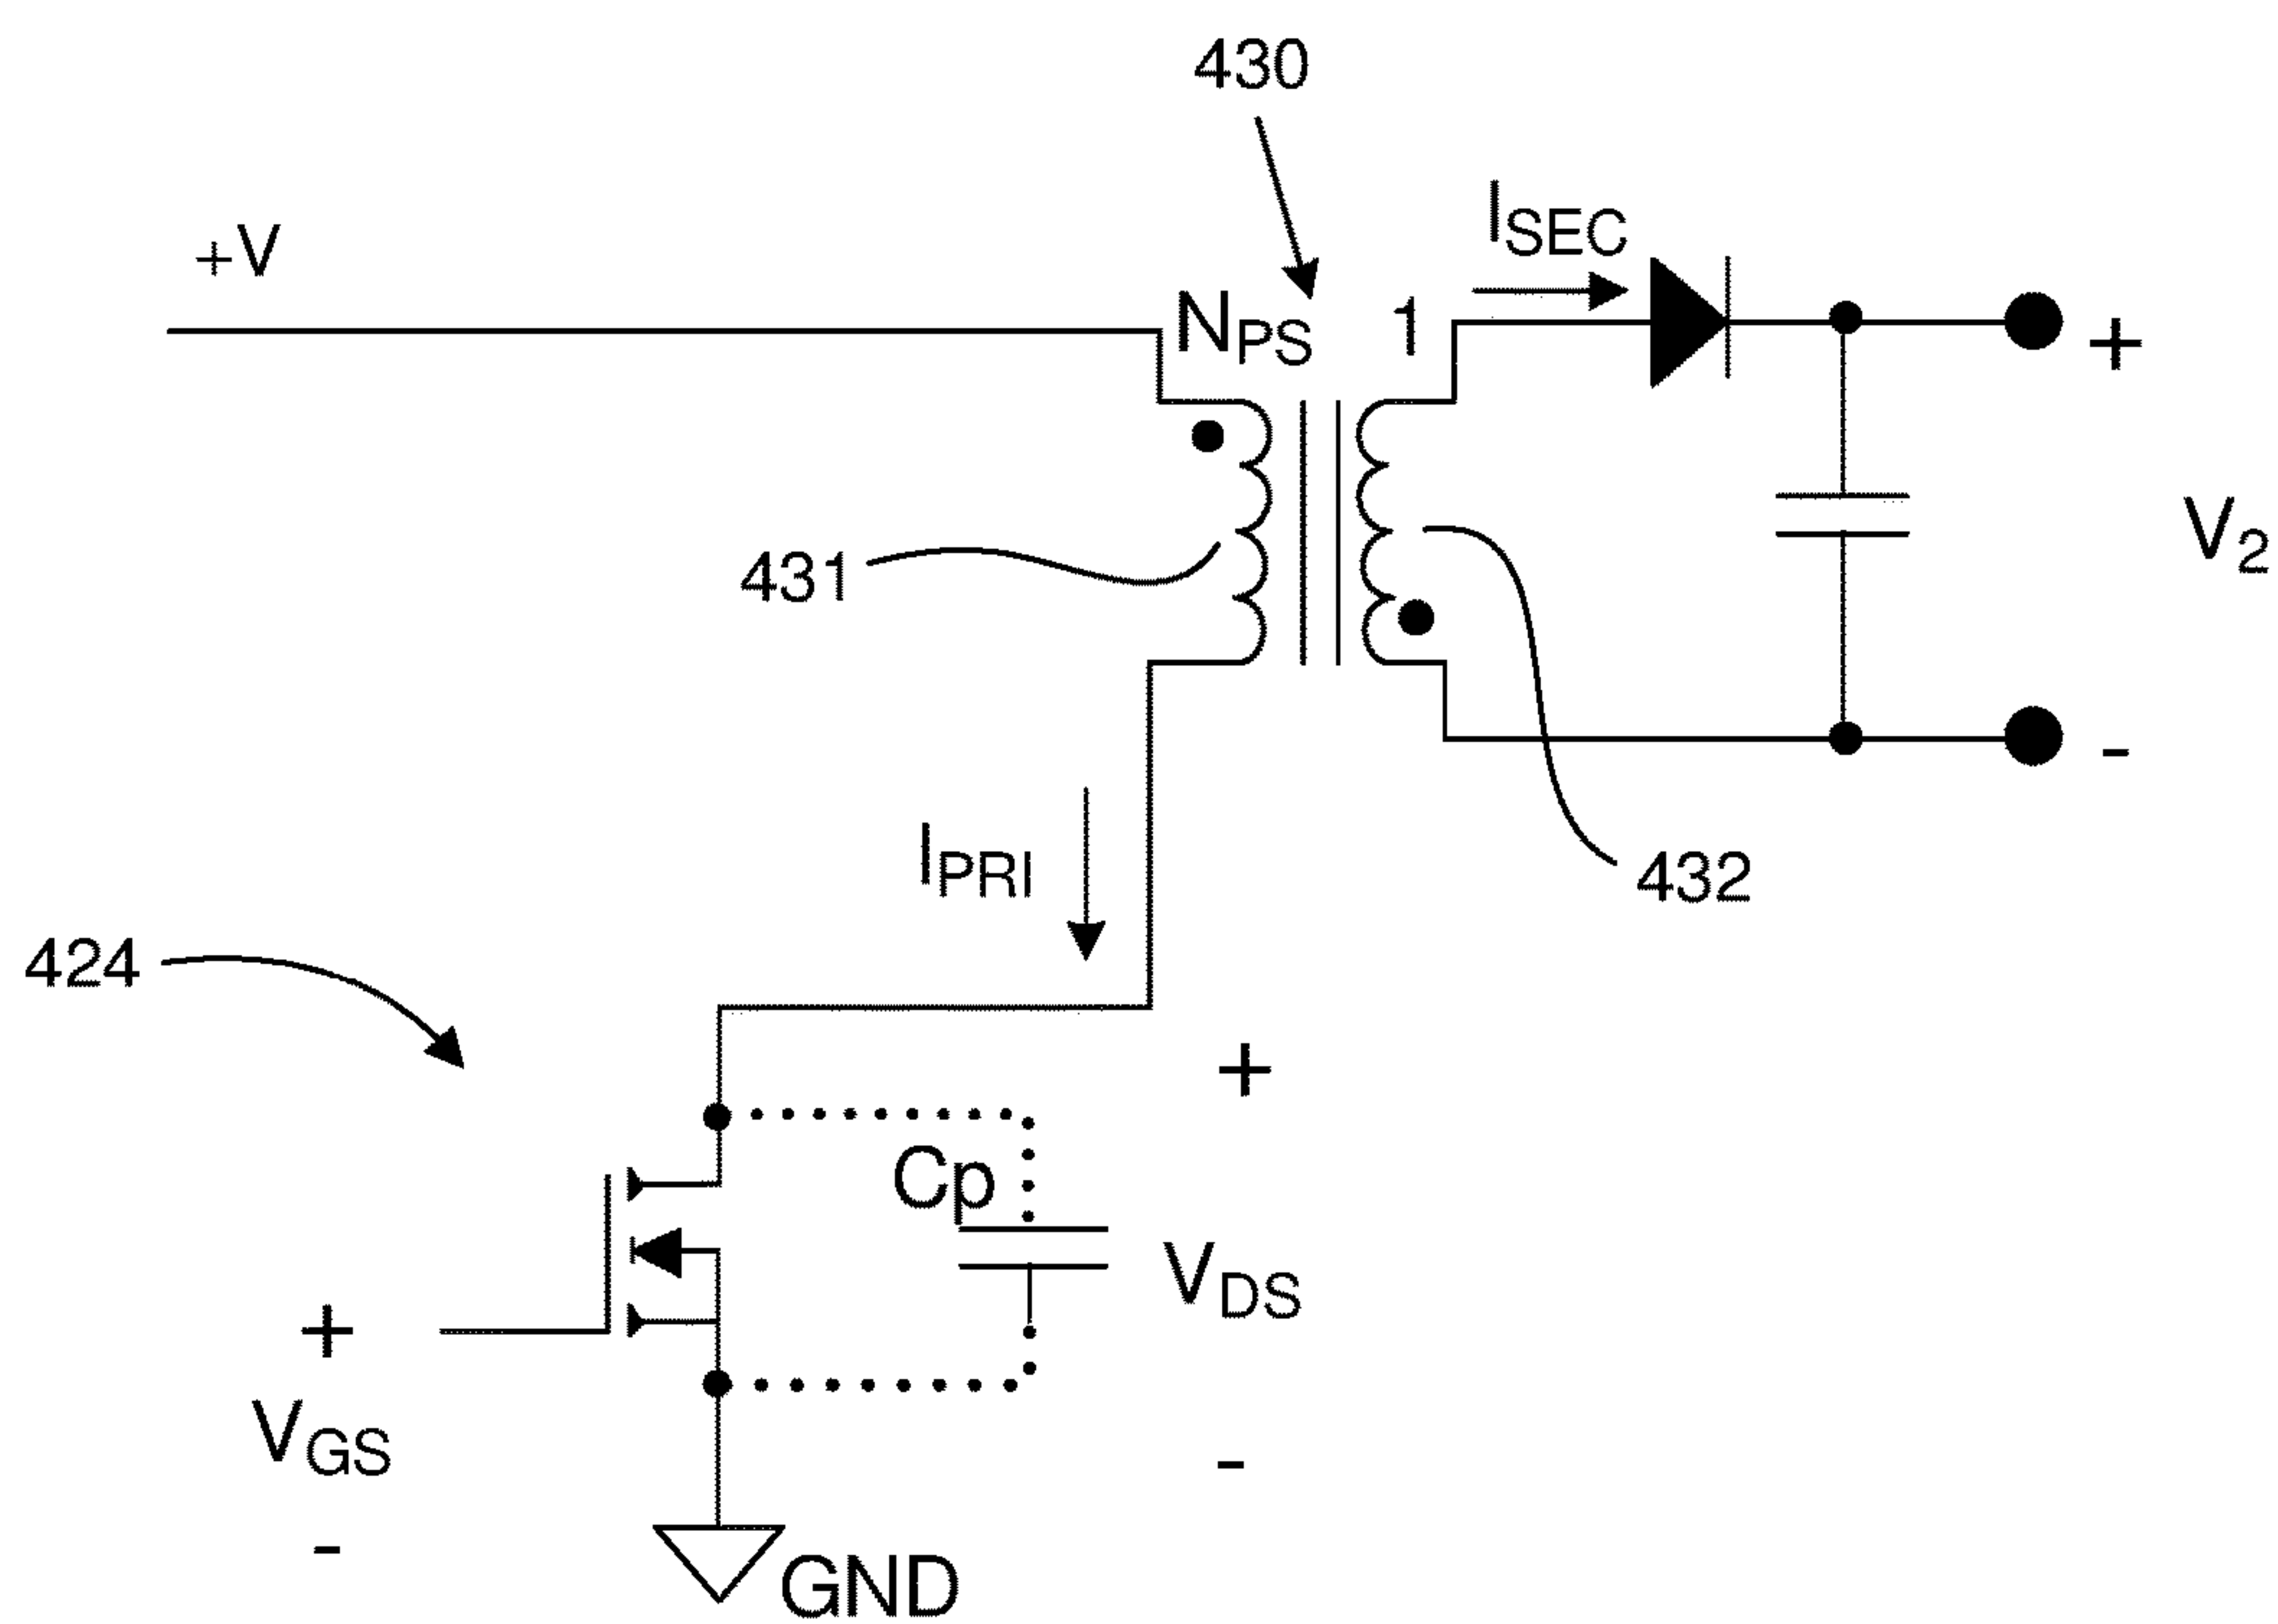 430
I_SEC
+V
N_PS 1
+
431
V_2
-
I_PRI
432
424
+
Cp
V_DS
+
V_GS
-
-
GND